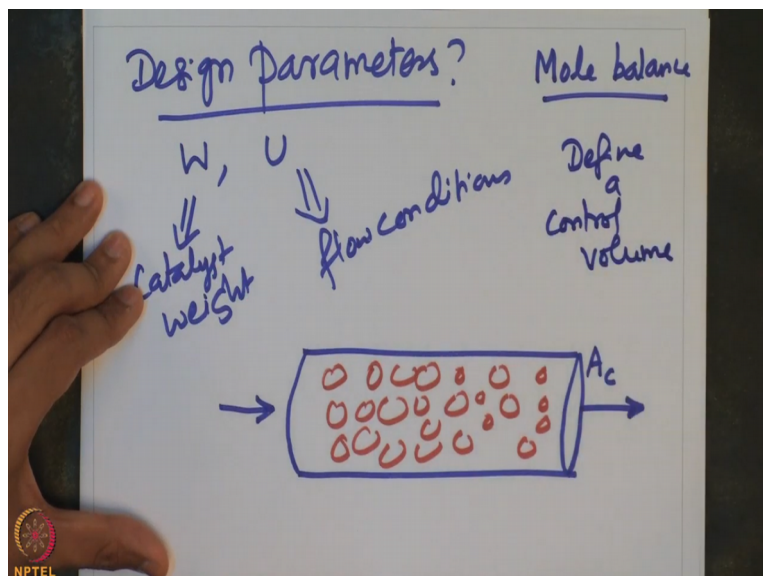 Design parameters?
W, U
catalyst
weight
flow conditions
Mole balance
Define
a
control
volume
Ac
NPTEL